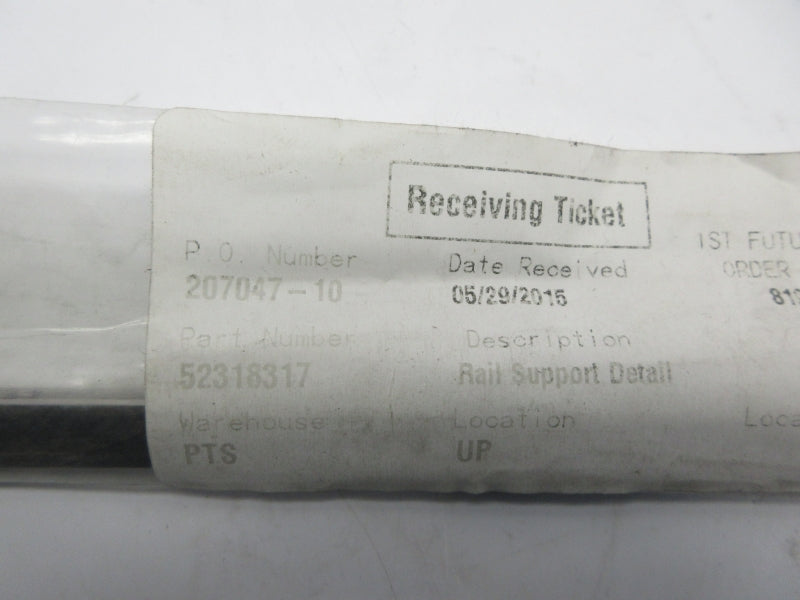 Receiving Ticket
P.O. Number Date Received 1ST FUTU
207047-10 05/29/2015 ORDER
Part Number Description
52318317 Rail Support Detail
Warehouse Location Loca
PTS UP